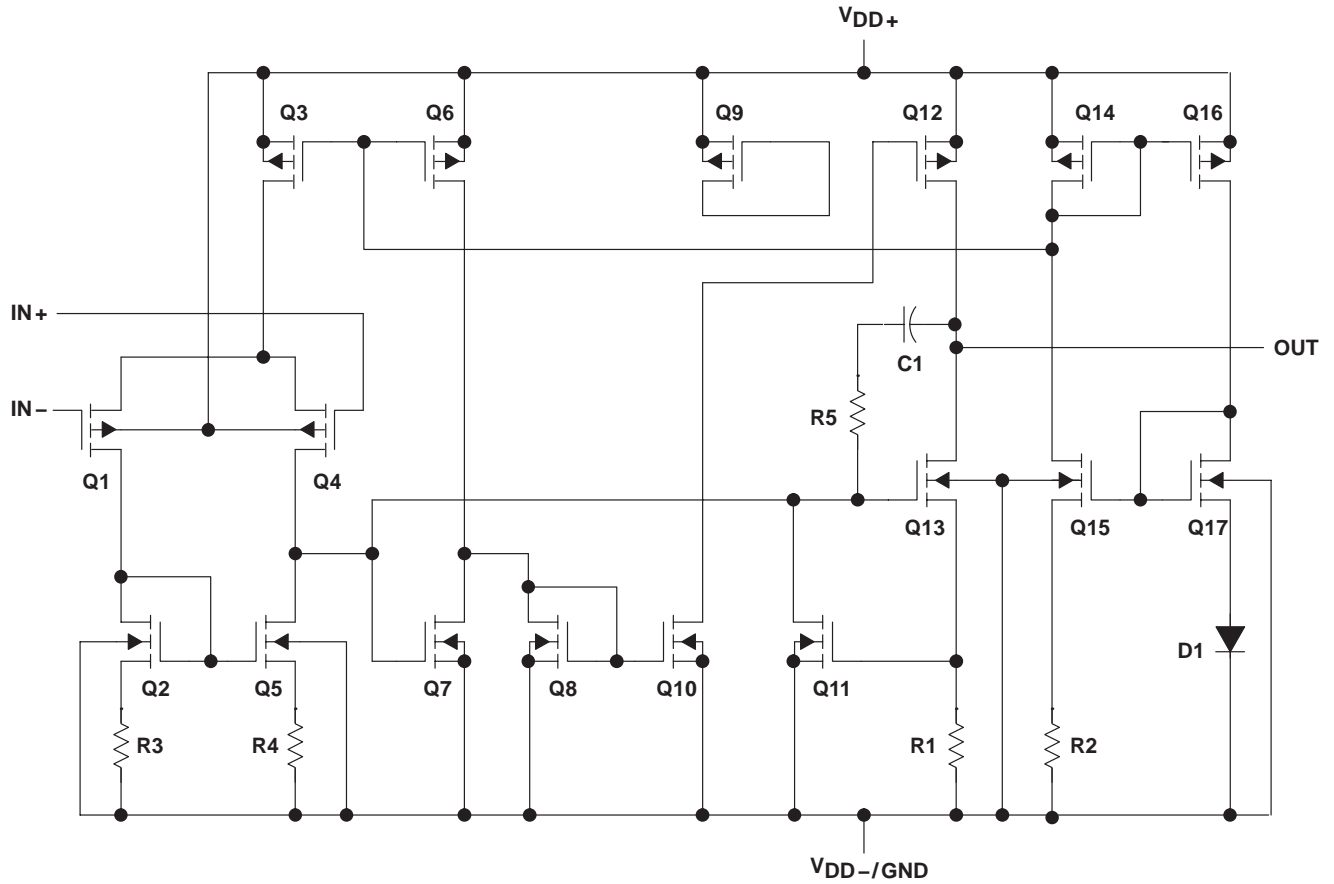 VDD+
Q3
Q6
Q9
Q12
Q14
Q16
IN+
OUT
C1
IN−
R5
Q1
Q4
Q13
Q15
Q17
D1
Q2
Q5
Q7
Q8
Q10
Q11
R3
R4
R1
R2
VDD−/GND